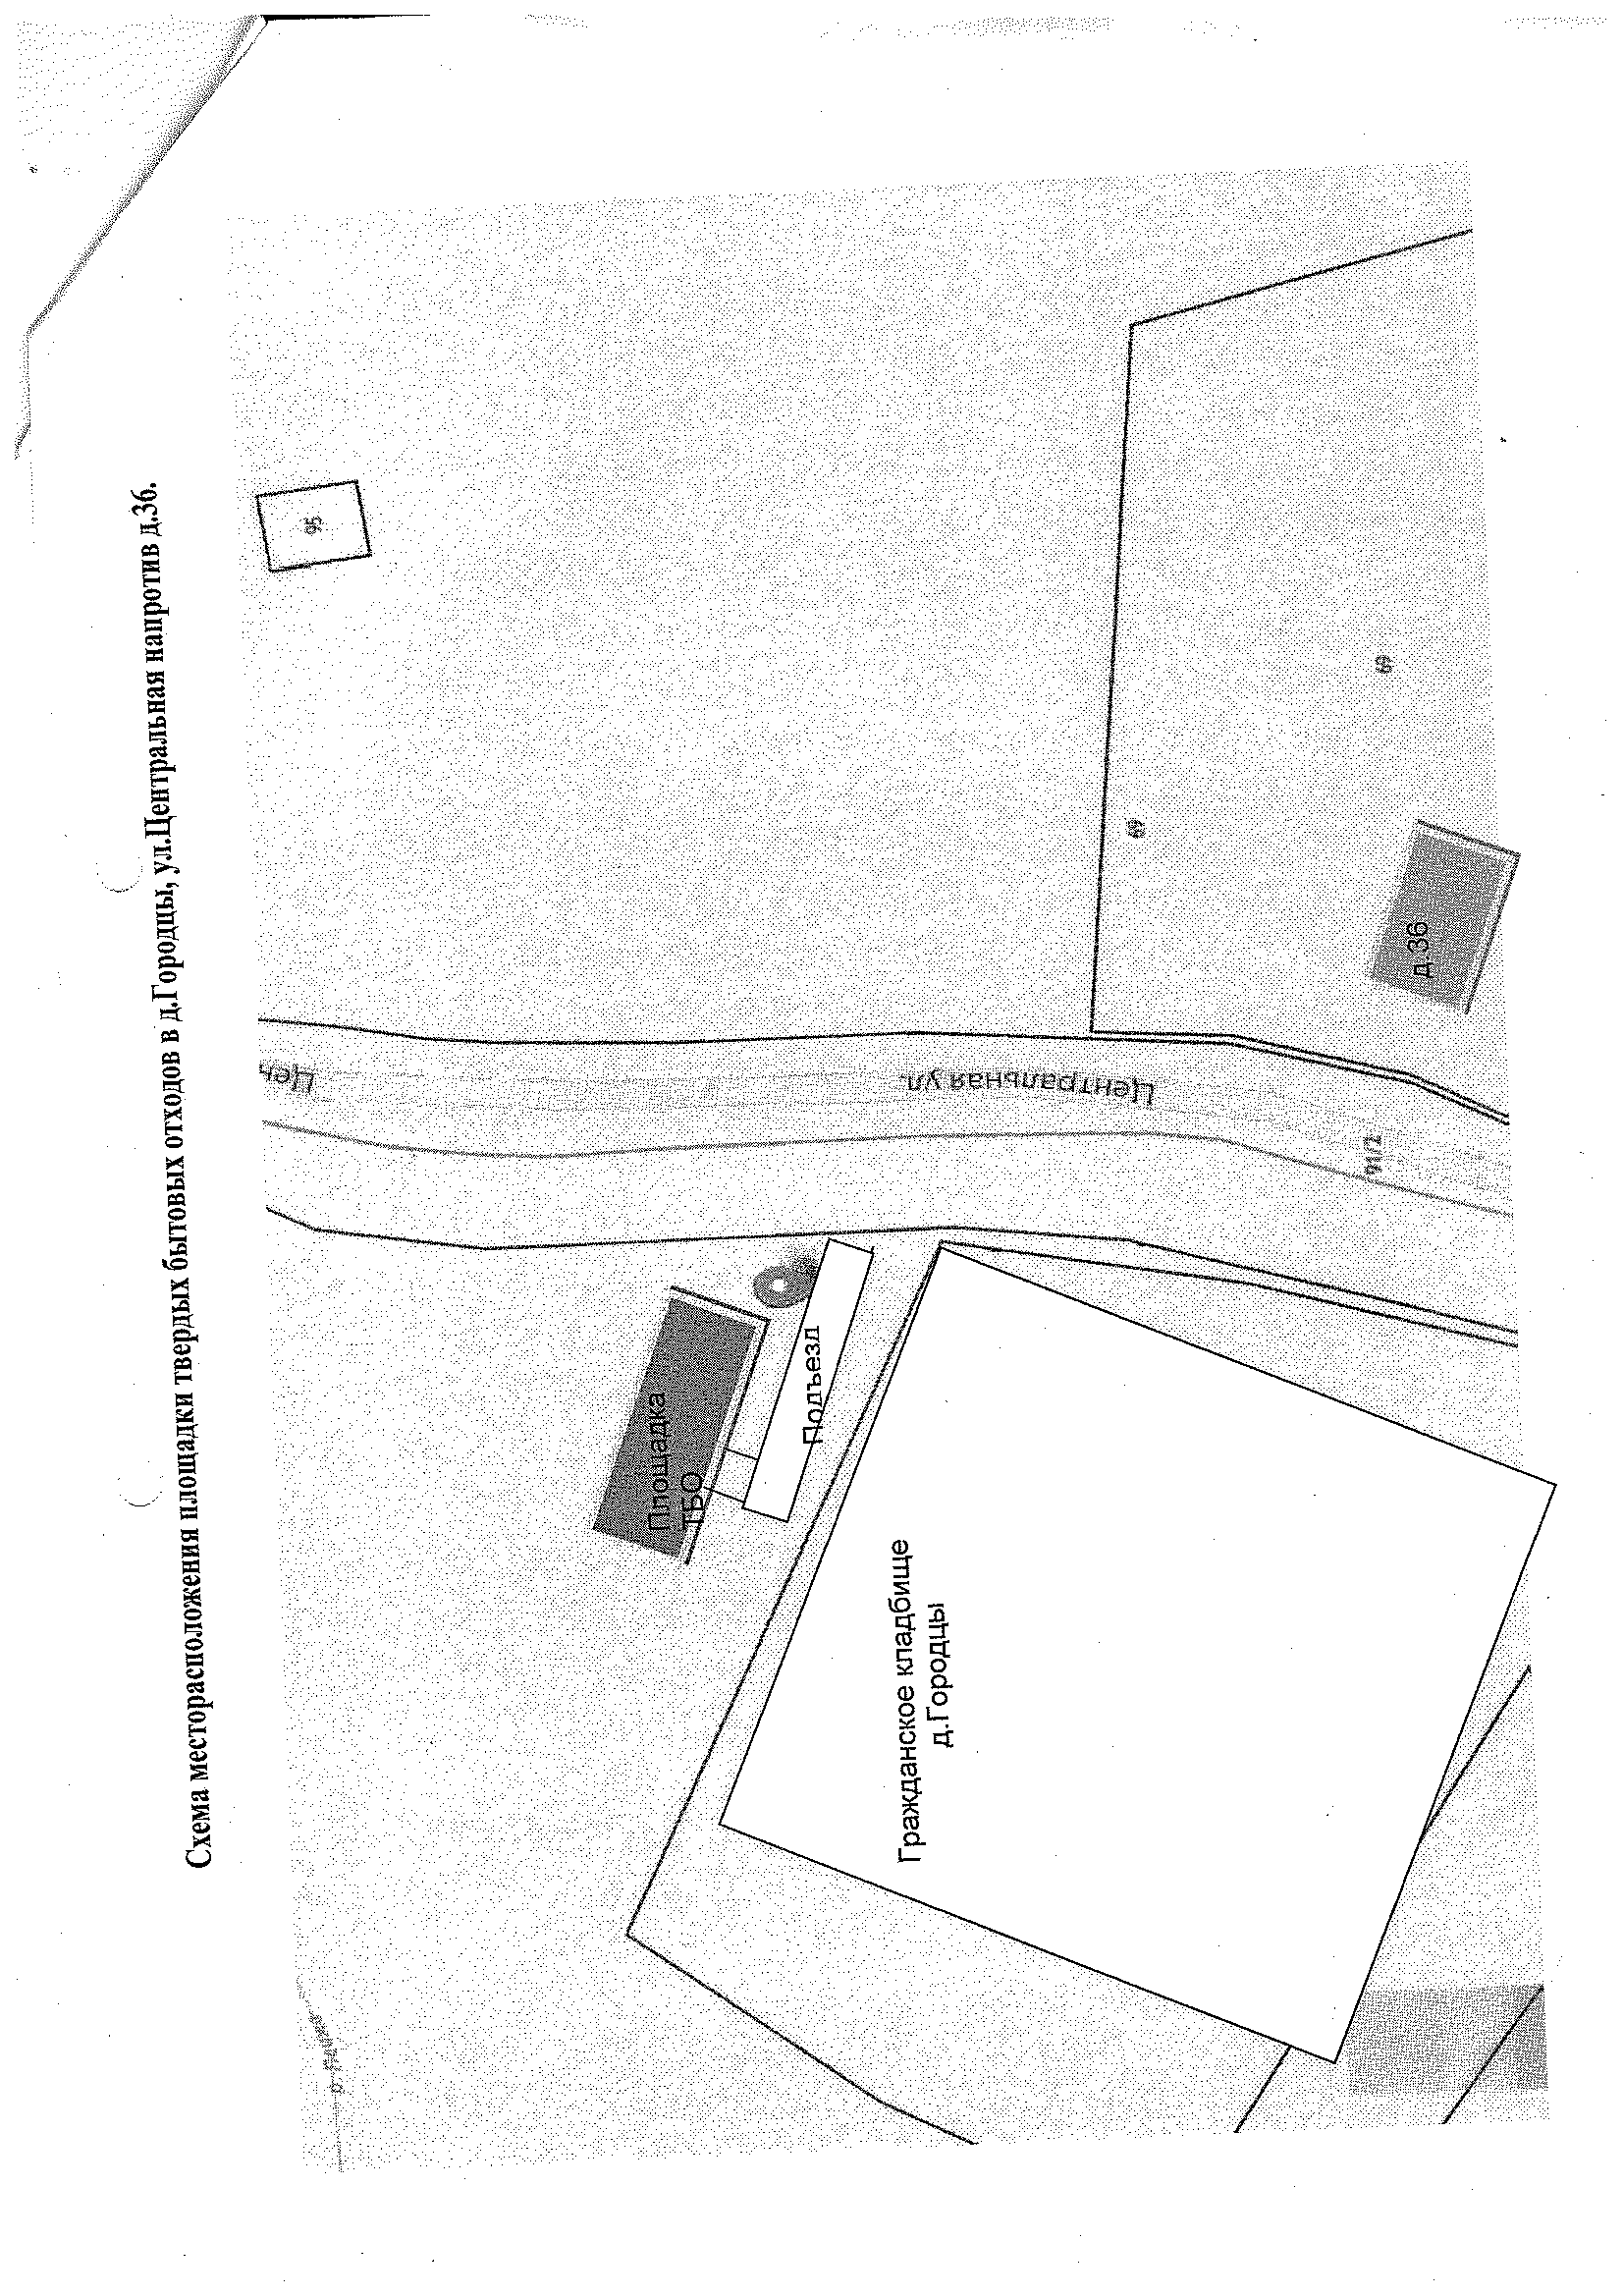 Схема месторасположения площадки твердых бытовых отходов в д.Городцы, ул.Центральная напротив д.36.
95
Цен
Площадка
ТБО
Подъезд
Центральная ул.
69
69
д.36
91/2
Гражданское кладбище
д.Городцы